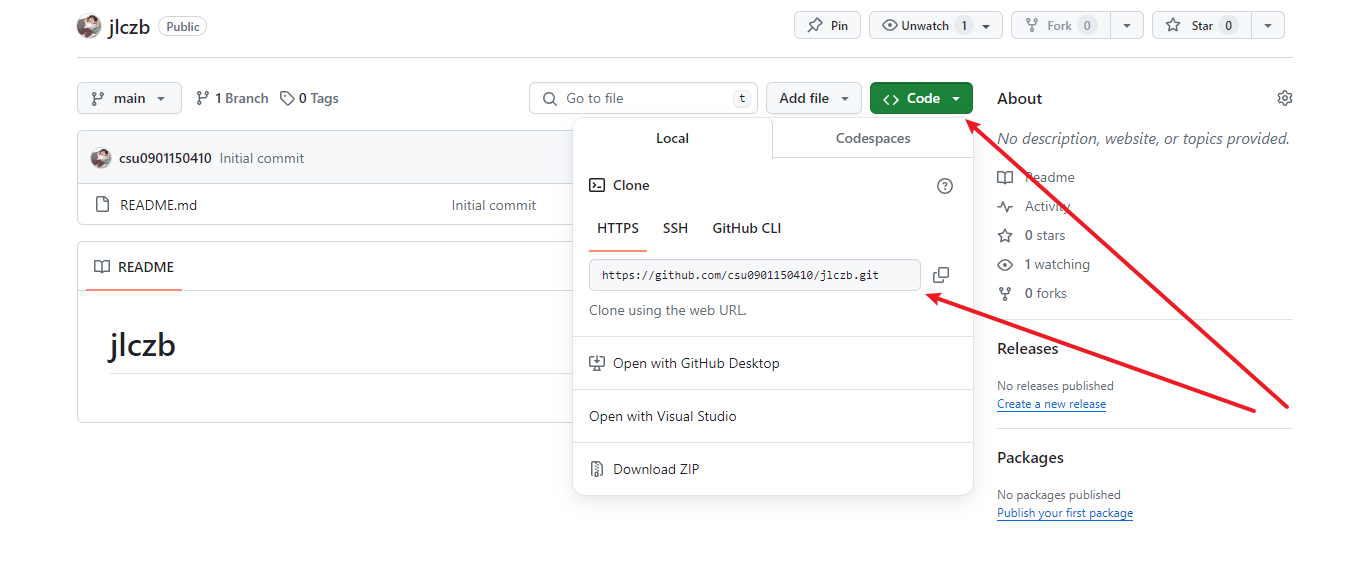 jlczb Public
Pin
Unwatch 1
Fork 0
Star 0
main
1 Branch
0 Tags
Go to file
t
Add file
Code
csu0901150410 Initial commit
README.md Initial commit
README
jlczb
Local
Codespaces
Clone
HTTPS
SSH
GitHub CLI
https://github.com/csu0901150410/jlczb.git
Clone using the web URL.
Open with GitHub Desktop
Open with Visual Studio
Download ZIP
About
No description, website, or topics provided.
Readme
Activity
0 stars
1 watching
0 forks
Releases
No releases published
Create a new release
Packages
No packages published
Publish your first package